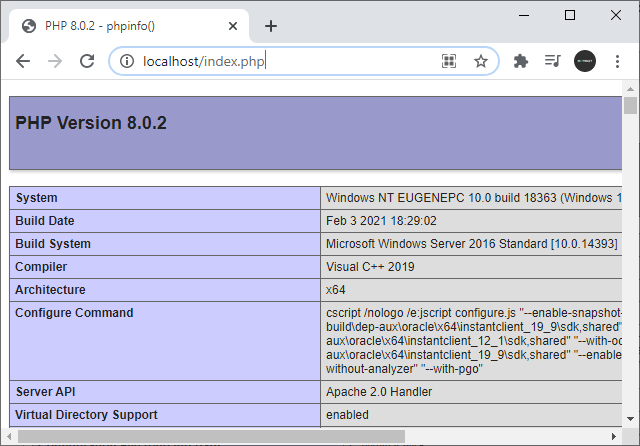 PHP 8.0.2 - phpinfo()
localhost/index.php
PHP Version 8.0.2
System Windows NT EUGENEPC 10.0 build 18363 (Windows 1
Build Date Feb 3 2021 18:29:02
Build System Microsoft Windows Server 2016 Standard [10.0.14393]
Compiler Visual C++ 2019
Architecture x64
Configure Command cscript /nologo /e:jscript configure.js "--enable-snapshot-
build\dep-aux\oracle\x64\instantclient_19_9\sdk,shared"
aux\oracle\x64\instantclient_12_1\sdk,shared" "--with-oc
aux\oracle\x64\instantclient_19_9\sdk,shared" "--enable
without-analyzer" "--with-pgo"
Server API Apache 2.0 Handler
Virtual Directory Support enabled